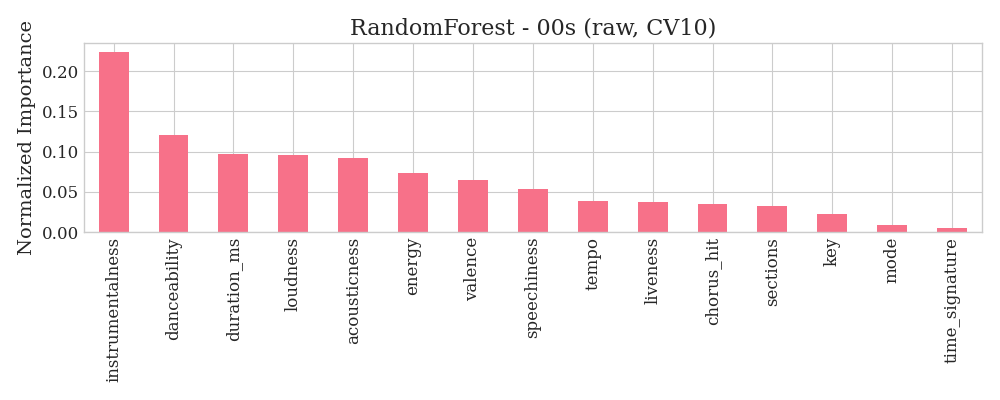 RandomForest - 00s (raw, CV10)
Normalized Importance
0.20
0.15
0.10
0.05
0.00
instrumentalness
danceability
duration_ms
loudness
acousticness
energy
valence
speechiness
tempo
liveness
chorus_hit
sections
key
mode
time_signature